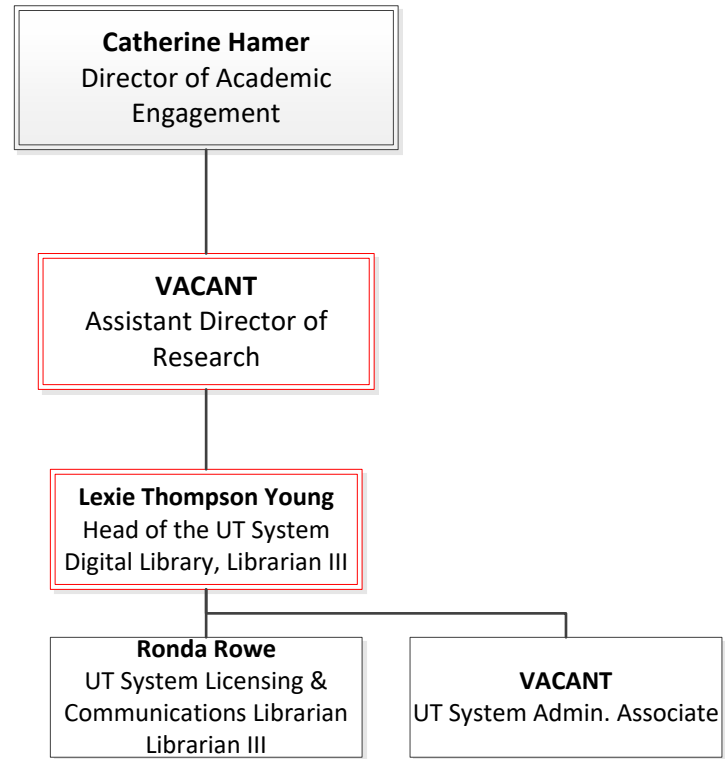 Catherine Hamer
Director of Academic
Engagement
VACANT
Assistant Director of
Research
Lexie Thompson Young
Head of the UT System
Digital Library, Librarian III
Ronda Rowe
UT System Licensing &
Communications Librarian
Librarian III
VACANT
UT System Admin. Associate